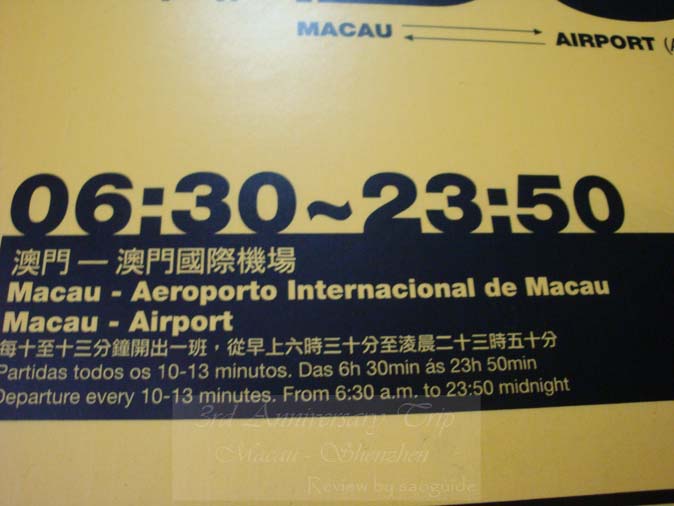 MACAU
AIRPORT
06:30~23:50
澳門 — 澳門國際機場
Macau - Aeroporto Internacional de Macau
Macau - Airport
每十至十三分鐘開出一班，從早上六時三十分至淩晨二十三時五十分
Partidas todos os 10-13 minutos. Das 6h 30min ás 23h 50min
Departure every 10-13 minutes. From 6:30 a.m. to 23:50 midnight
3rd Anniversary Trip
Macau - Shenzhen
Review by saoguide